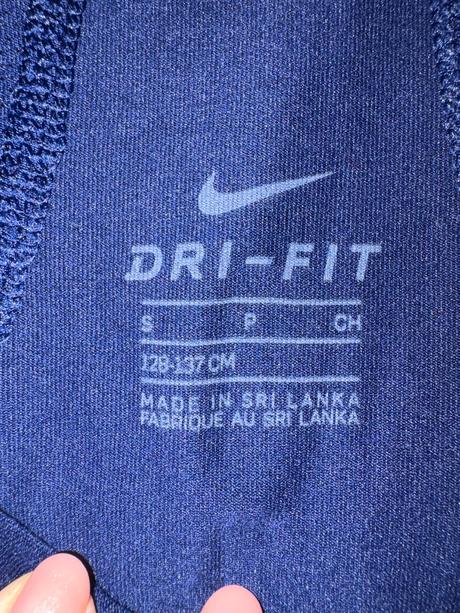 DRI-FIT
S P CH
128-137 CM
MADE IN SRI LANKA
FABRIQUE AU SRI LANKA